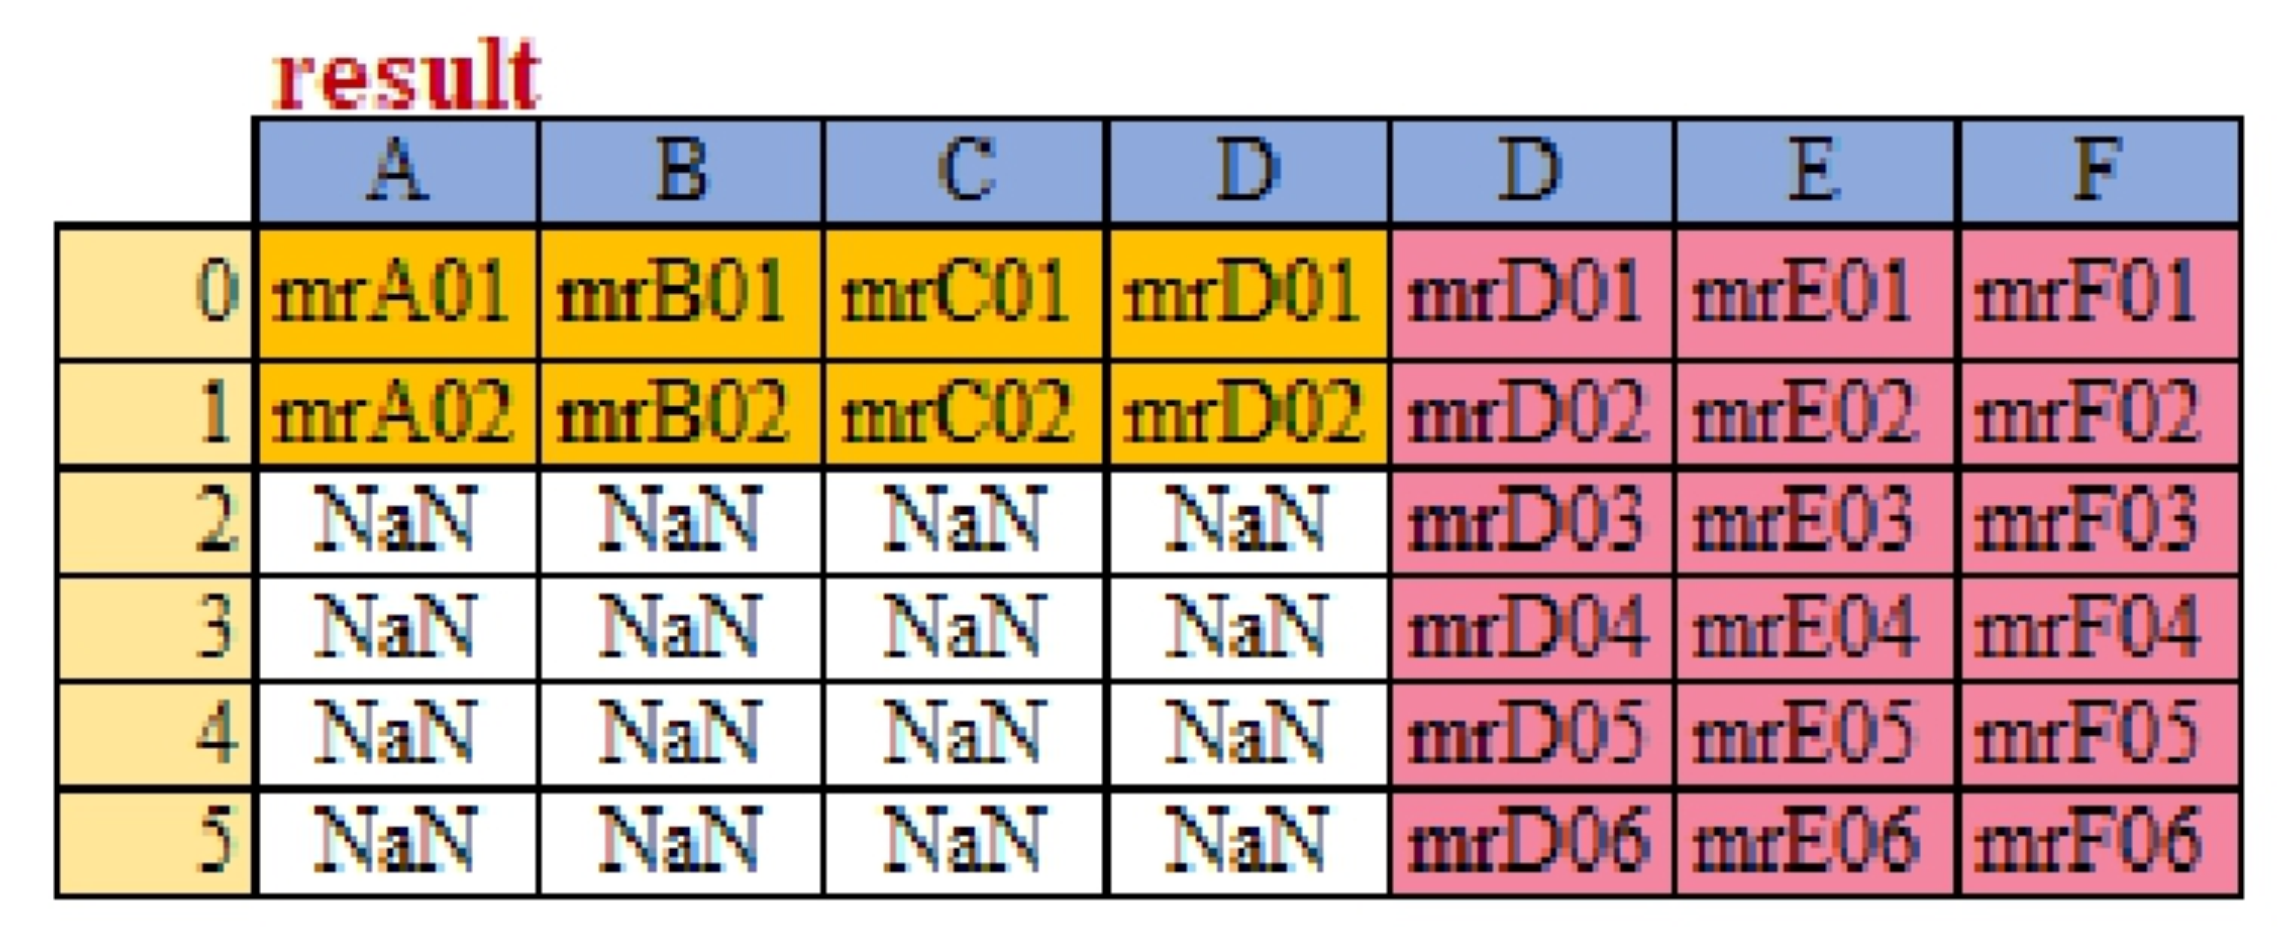 result
A B C D D E F
0 mrA01 mrB01 mrC01 mrD01 mrD01 mrE01 mrF01
1 mrA02 mrB02 mrC02 mrD02 mrD02 mrE02 mrF02
2 NaN NaN NaN NaN mrD03 mrE03 mrF03
3 NaN NaN NaN NaN mrD04 mrE04 mrF04
4 NaN NaN NaN NaN mrD05 mrE05 mrF05
5 NaN NaN NaN NaN mrD06 mrE06 mrF06